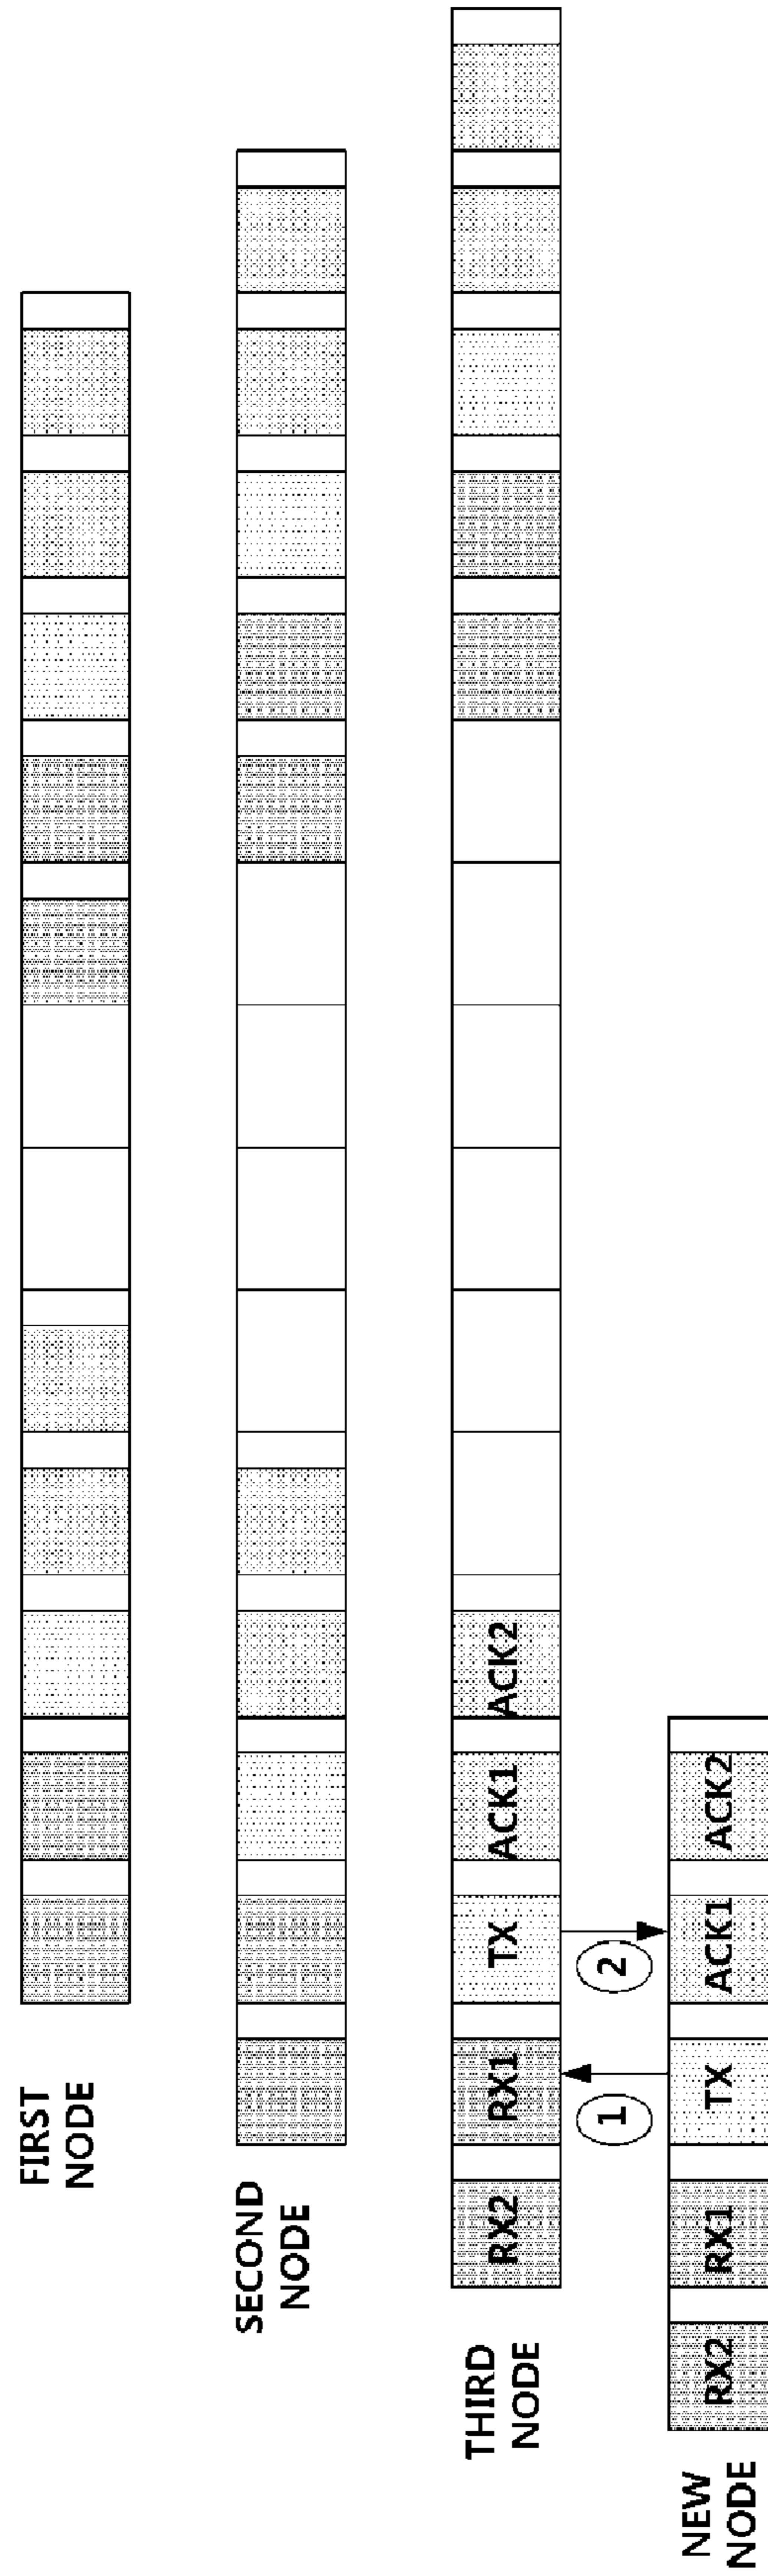 FIRST
NODE
SECOND
NODE
THIRD
NODE
RX2
RX1
TX
ACK1
ACK2
1
2
NEW
NODE
RX2
RX1
TX
ACK1
ACK2